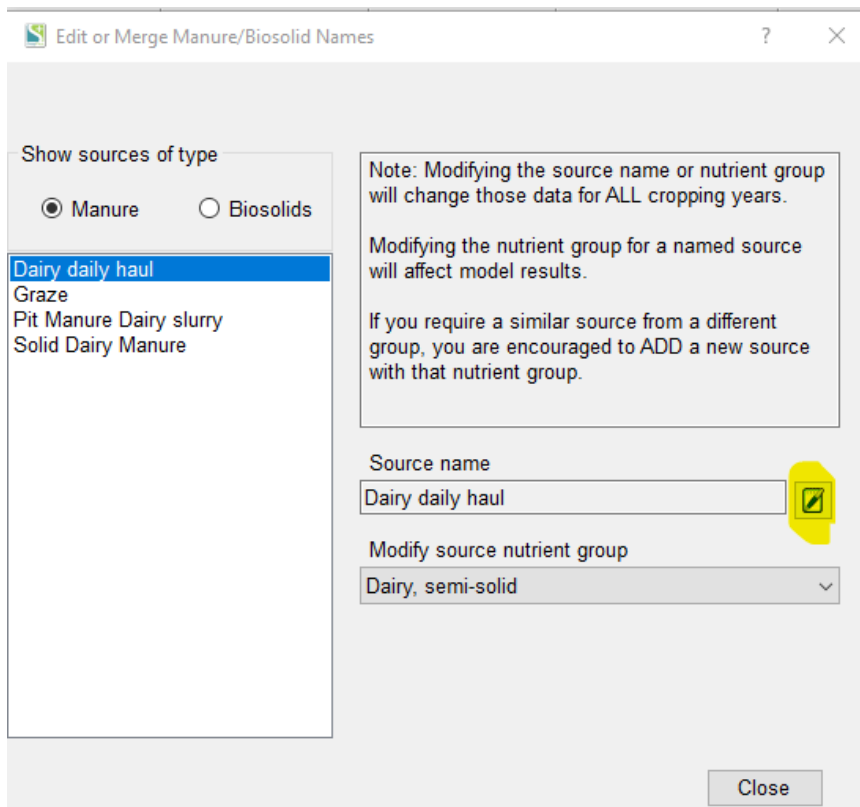 Edit or Merge Manure/Biosolid Names
Show sources of type
Manure
Biosolids
Dairy daily haul
Graze
Pit Manure Dairy slurry
Solid Dairy Manure
Note: Modifying the source name or nutrient group
will change those data for ALL cropping years.
Modifying the nutrient group for a named source
will affect model results.
If you require a similar source from a different
group, you are encouraged to ADD a new source
with that nutrient group.
Source name
Dairy daily haul
Modify source nutrient group
Dairy, semi-solid
Close